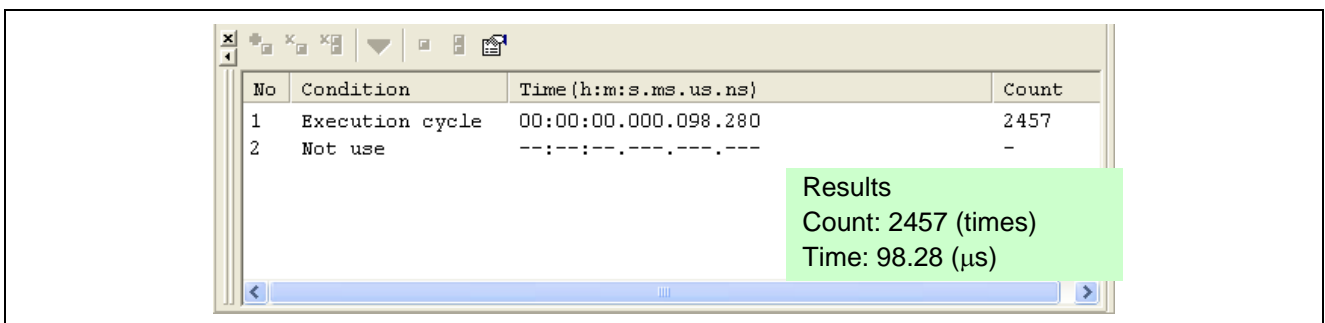 No Condition Time(h:m:s.ms.us.ns) Count
1 Execution cycle 00:00:00.000.098.280 2457
2 Not use --:--:--.---.---.--- -
Results
Count: 2457 (times)
Time: 98.28 (μs)